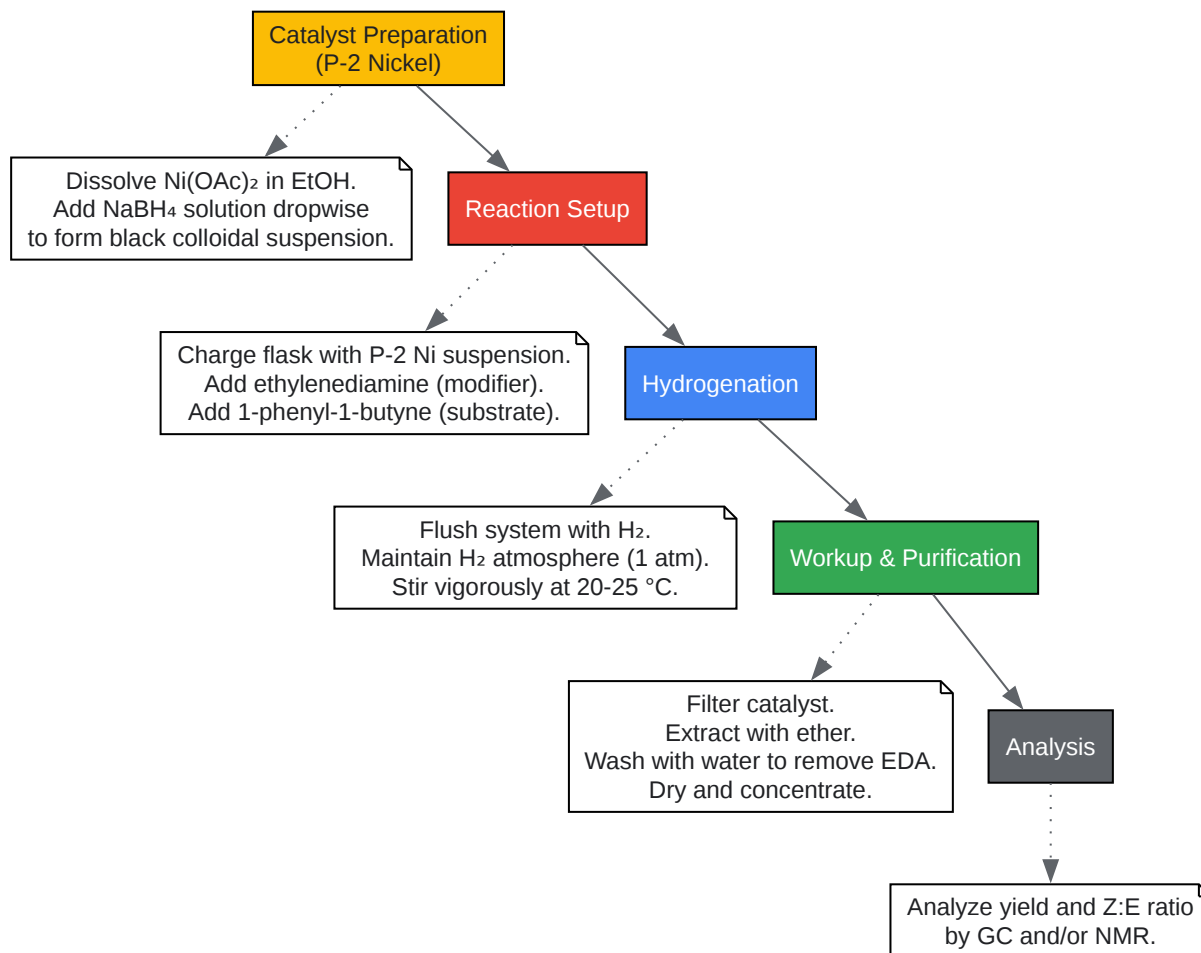 Catalyst Preparation
(P-2 Nickel)
Dissolve Ni(OAc)₂ in EtOH.
Add NaBH₄ solution dropwise
to form black colloidal suspension.
Reaction Setup
Charge flask with P-2 Ni suspension.
Add ethylenediamine (modifier).
Add 1-phenyl-1-butyne (substrate).
Hydrogenation
Flush system with H₂.
Maintain H₂ atmosphere (1 atm).
Stir vigorously at 20-25 °C.
Workup & Purification
Filter catalyst.
Extract with ether.
Wash with water to remove EDA.
Dry and concentrate.
Analysis
Analyze yield and Z:E ratio
by GC and/or NMR.